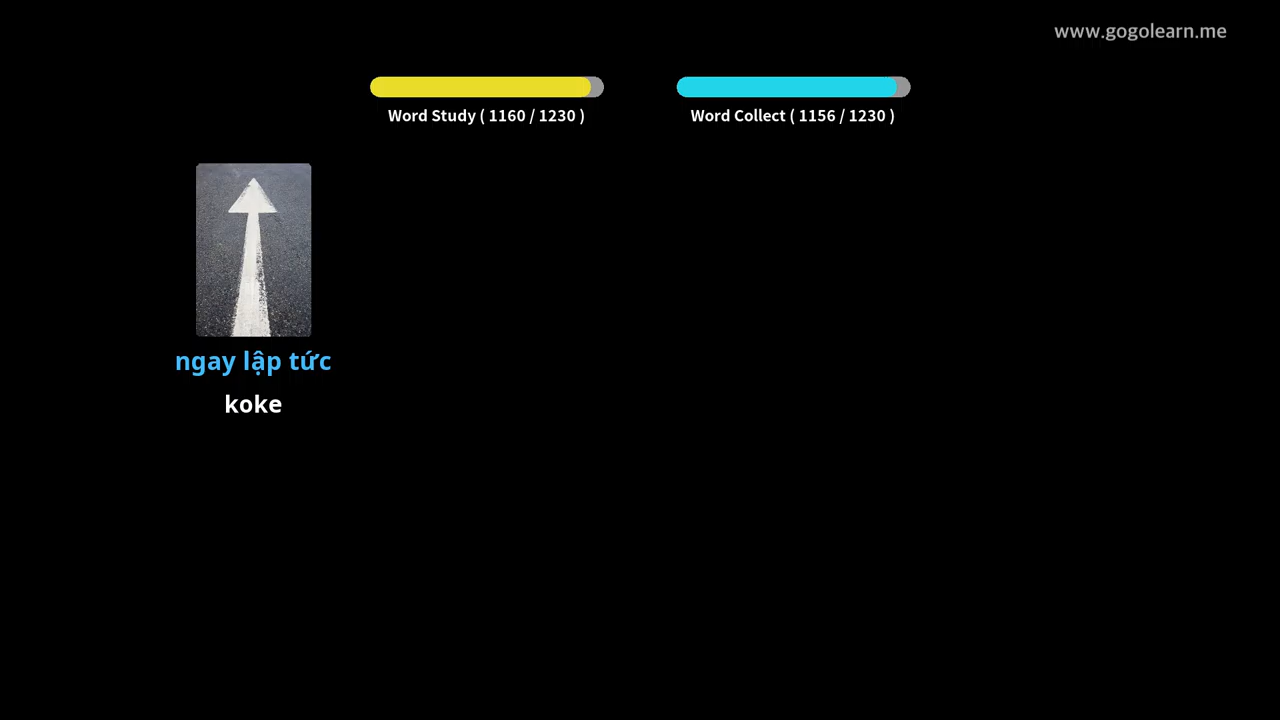 www.gogolearn.me
Word Study ( 1160 / 1230 )
Word Collect ( 1156 / 1230 )
ngay lập tức
koke